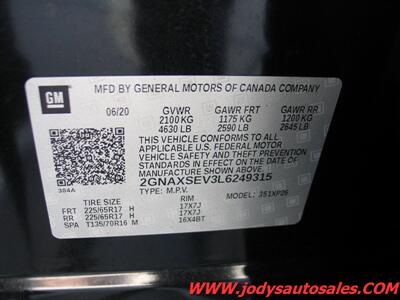 GM
MFD BY GENERAL MOTORS OF CANADA COMPANY
06/20 GVWR GAWR FRT GAWR RR
2100 KG 1175 KG 1200 KG
4630 LB 2590 LB 2645 LB
THIS VEHICLE CONFORMS TO ALL
APPLICABLE U.S. FEDERAL MOTOR
VEHICLE SAFETY AND THEFT PREVENTION
STANDARDS IN EFFECT ON THE DATE OF
MANUFACTURE SHOWN ABOVE.
384A
2GNAXSEV3L6249315
TYPE: M.P.V. MODEL: 3S1XP26
TIRE SIZE RIM
FRT 225/65R17 H 17X7J
RR 225/65R17 H 17X7J
SPA T135/70R16 M 16X4BT
www.jodysautosales.com